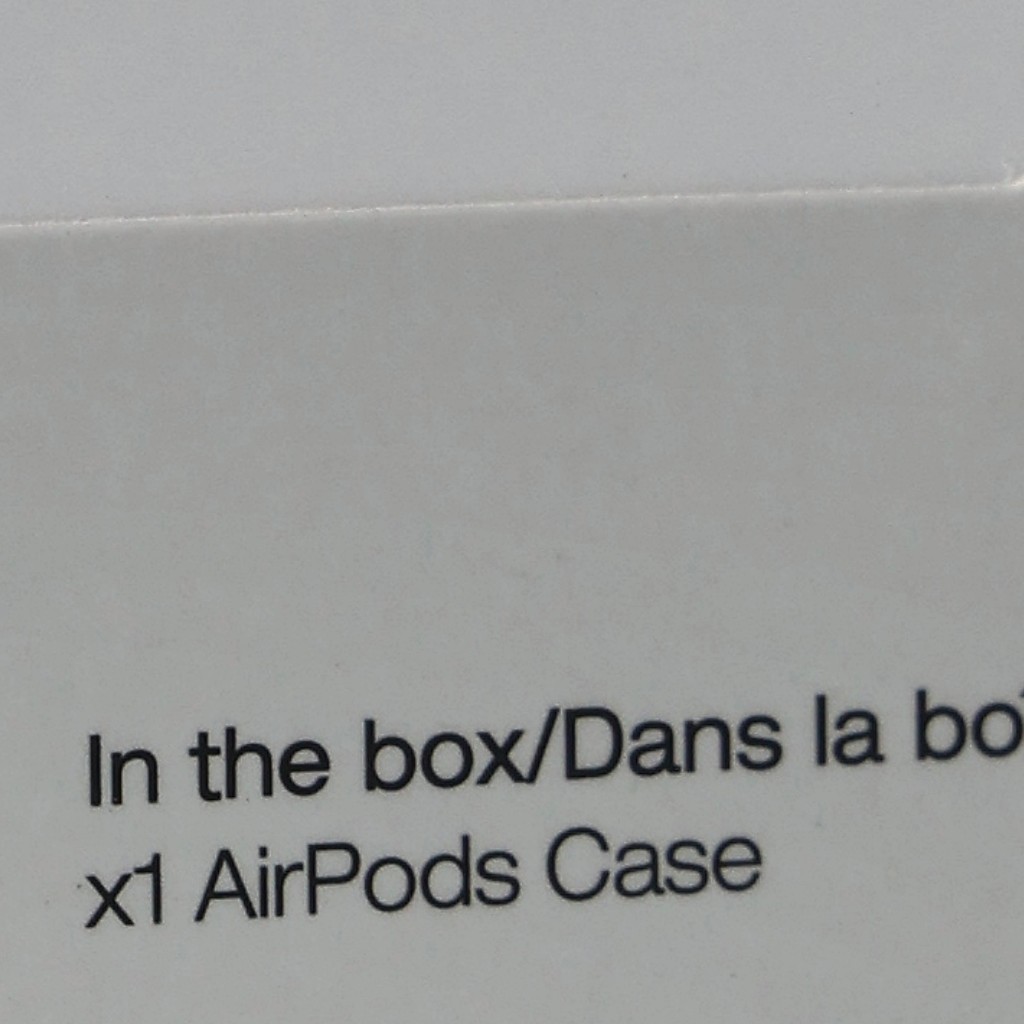 In the box/Dans la
x1 AirPods Case